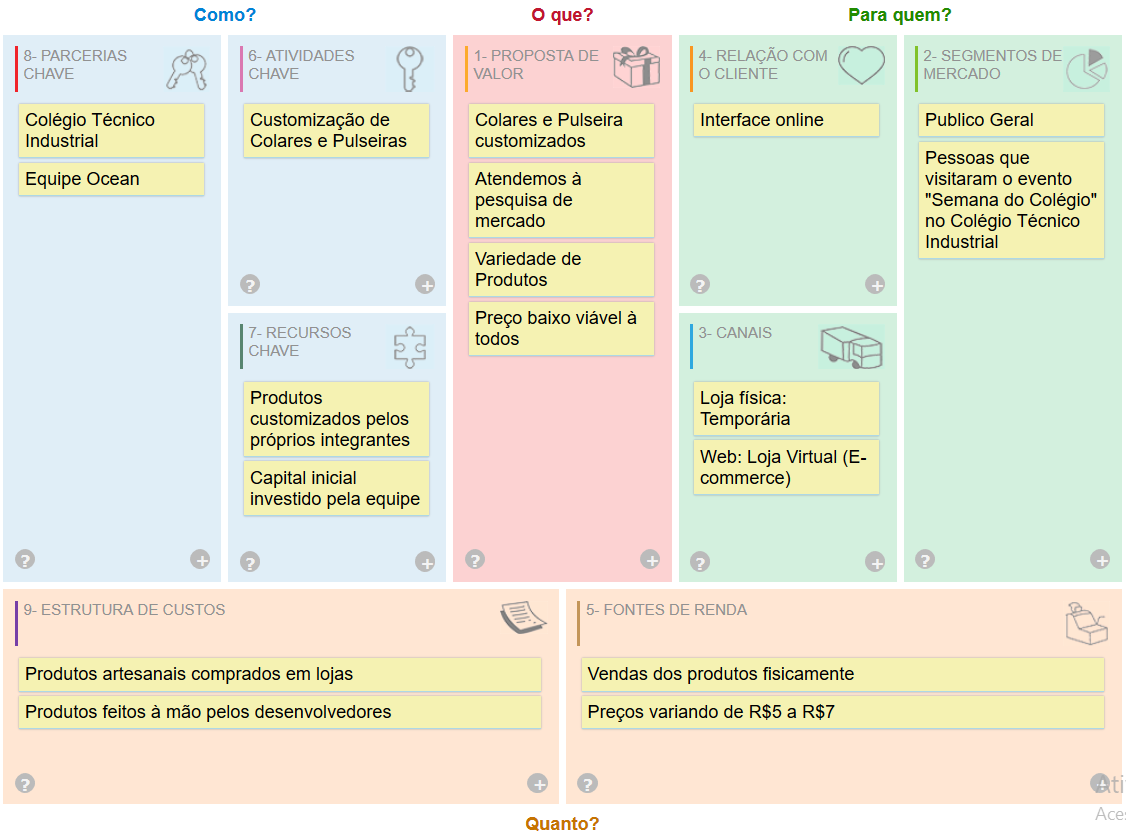 Como?
O que?
Para quem?
8- PARCERIAS
CHAVE
Colégio Técnico
Industrial
Equipe Ocean
?
+
6- ATIVIDADES
CHAVE
Customização de
Colares e Pulseiras
?
+
7- RECURSOS
CHAVE
Produtos
customizados pelos
próprios integrantes
Capital inicial
investido pela equipe
?
+
1- PROPOSTA DE
VALOR
Colares e Pulseira
customizados
Atendemos à
pesquisa de
mercado
Variedade de
Produtos
Preço baixo viável à
todos
?
+
4- RELAÇÃO COM
O CLIENTE
Interface online
?
+
3- CANAIS
Loja física:
Temporária
Web: Loja Virtual (E-
commerce)
?
+
2- SEGMENTOS DE
MERCADO
Publico Geral
Pessoas que
visitaram o evento
"Semana do Colégio"
no Colégio Técnico
Industrial
?
+
9- ESTRUTURA DE CUSTOS
Produtos artesanais comprados em lojas
Produtos feitos à mão pelos desenvolvedores
?
+
5- FONTES DE RENDA
Vendas dos produtos fisicamente
Preços variando de R$5 a R$7
?
+
Ati
Aces
Quanto?